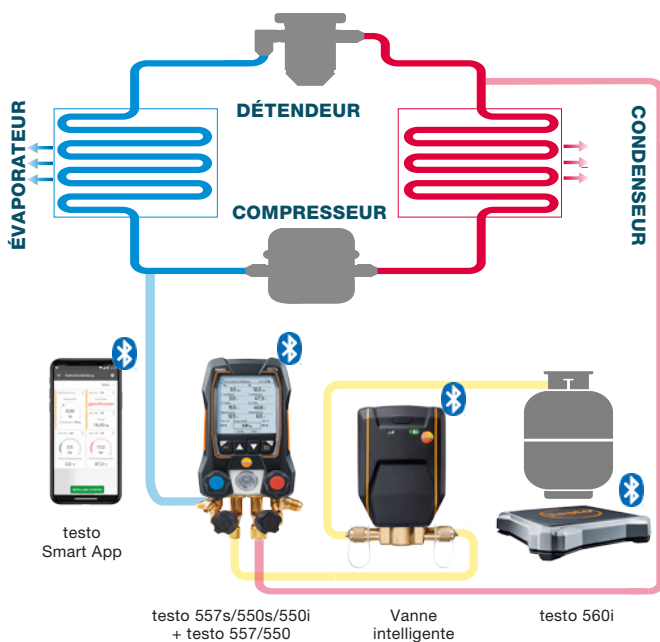 DÉTENDEUR
ÉVAPORATEUR
CONDENSEUR
COMPRESSEUR
testo
Smart App
testo 557s/550s/550i
+ testo 557/550
Vanne
intelligente
testo 560i